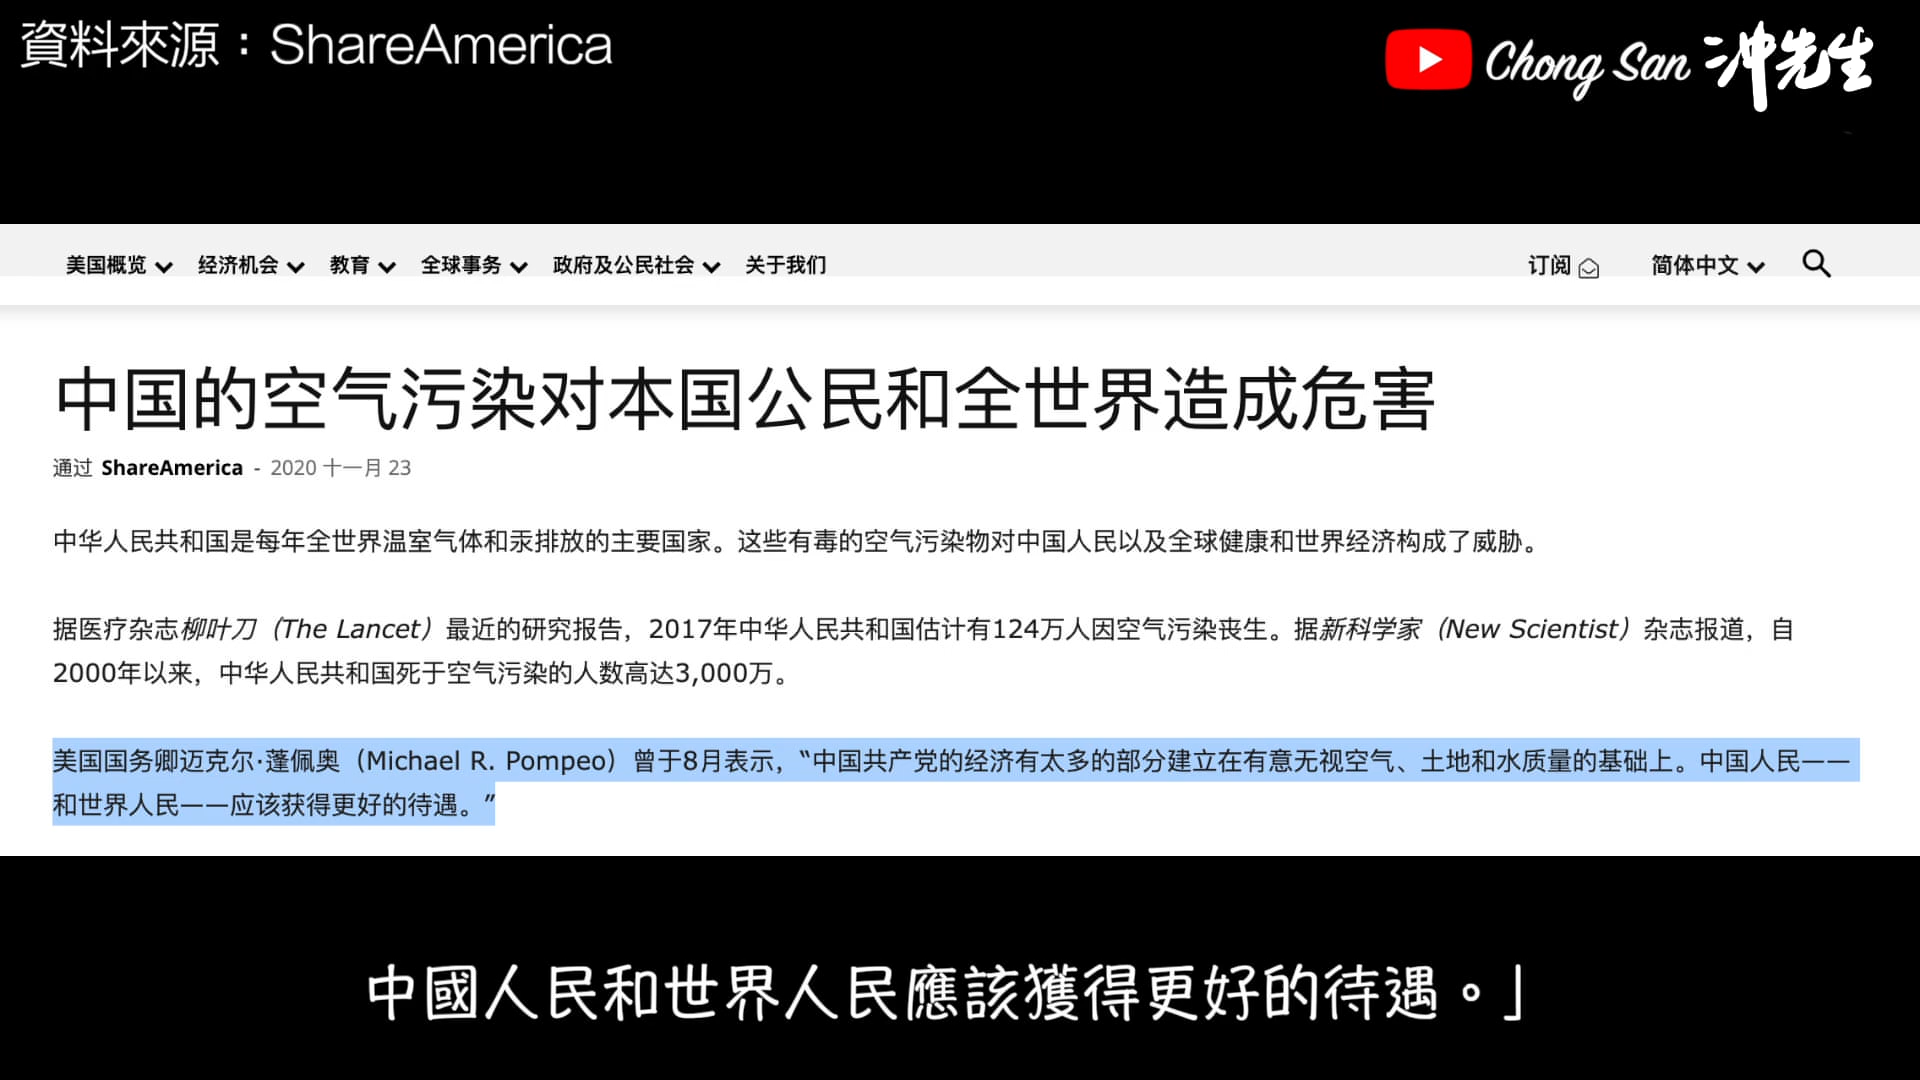 資料來源：ShareAmerica
Chong San 沖先生
美国概览 经济机会 教育 全球事务 政府及公民社会 关于我们 订阅 简体中文
中国的空气污染对本国公民和全世界造成危害
通过 ShareAmerica - 2020 十一月 23
中华人民共和国是每年全世界温室气体和汞排放的主要国家。这些有毒的空气污染物对中国人民以及全球健康和世界经济构成了威胁。
据医疗杂志柳叶刀（The Lancet）最近的研究报告，2017年中华人民共和国估计有124万人因空气污染丧生。据新科学家（New Scientist）杂志报道，自
2000年以来，中华人民共和国死于空气污染的人数高达3,000万。
美国国务卿迈克尔·蓬佩奥（Michael R. Pompeo）曾于8月表示，“中国共产党的经济有太多的部分建立在有意无视空气、土地和水质量的基础上。中国人民——
和世界人民——应该获得更好的待遇。”
中國人民和世界人民應該獲得更好的待遇。」